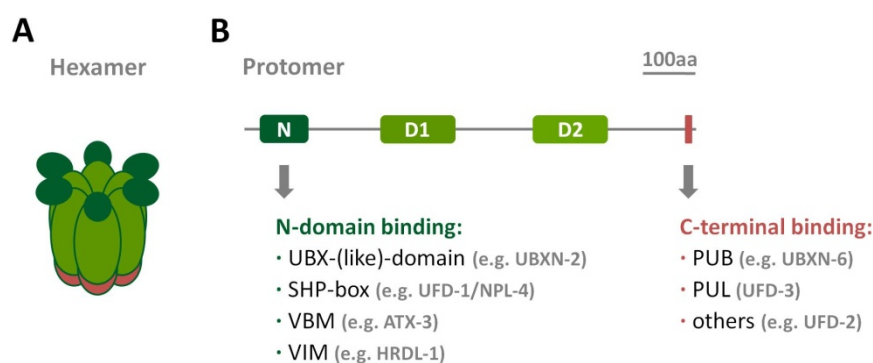 A
Hexamer
B
Protomer
100aa
N
D1
D2
N-domain binding:
· UBX-(like)-domain (e.g. UBXN-2)
· SHP-box (e.g. UFD-1/NPL-4)
· VBM (e.g. ATX-3)
· VIM (e.g. HRDL-1)
C-terminal binding:
· PUB (e.g. UBXN-6)
· PUL (UFD-3)
· others (e.g. UFD-2)